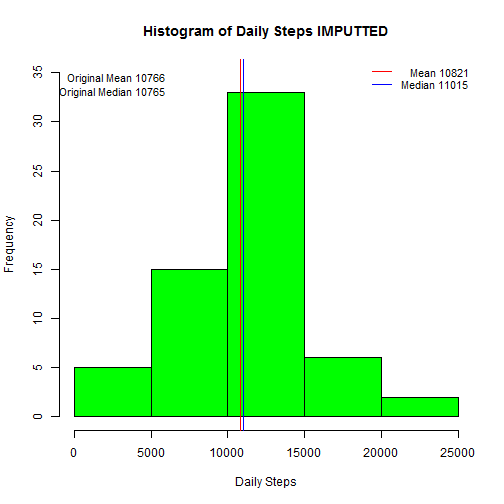 Histogram of Daily Steps IMPUTTED
Original Mean 10766
Original Median 10765
Mean 10821
Median 11015
Frequency
35
30
25
20
15
10
5
0
0 5000 10000 15000 20000 25000
Daily Steps